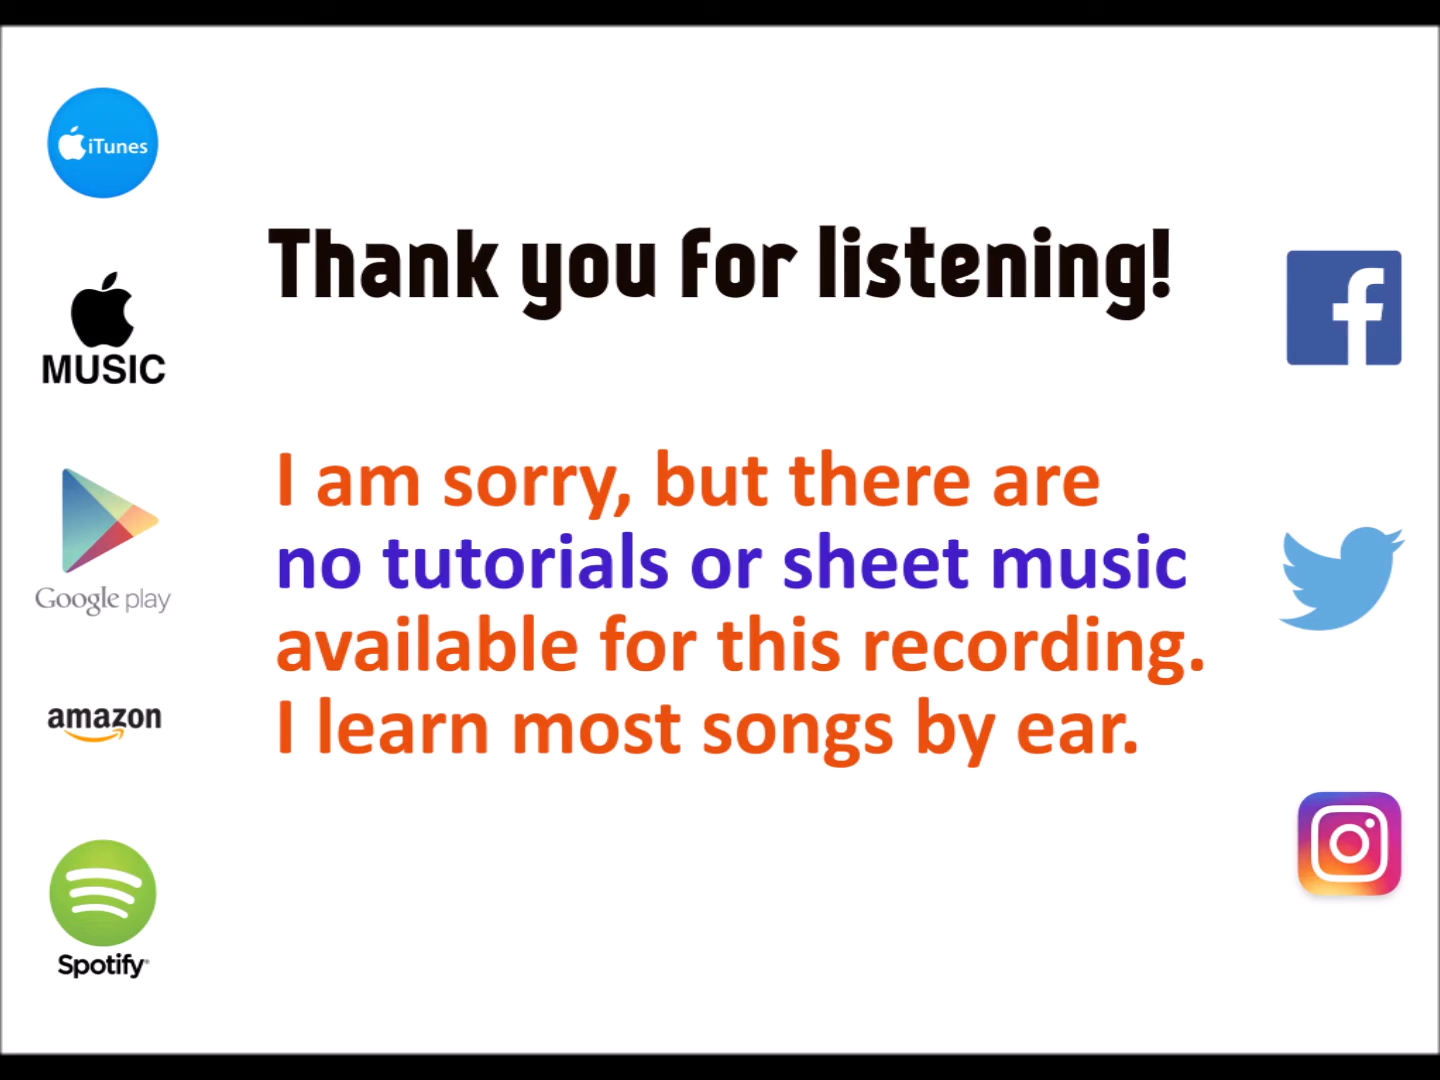 iTunes
MUSIC
Google play
amazon
Spotify
Thank you for listening!
I am sorry, but there are
no tutorials or sheet music
available for this recording.
I learn most songs by ear.